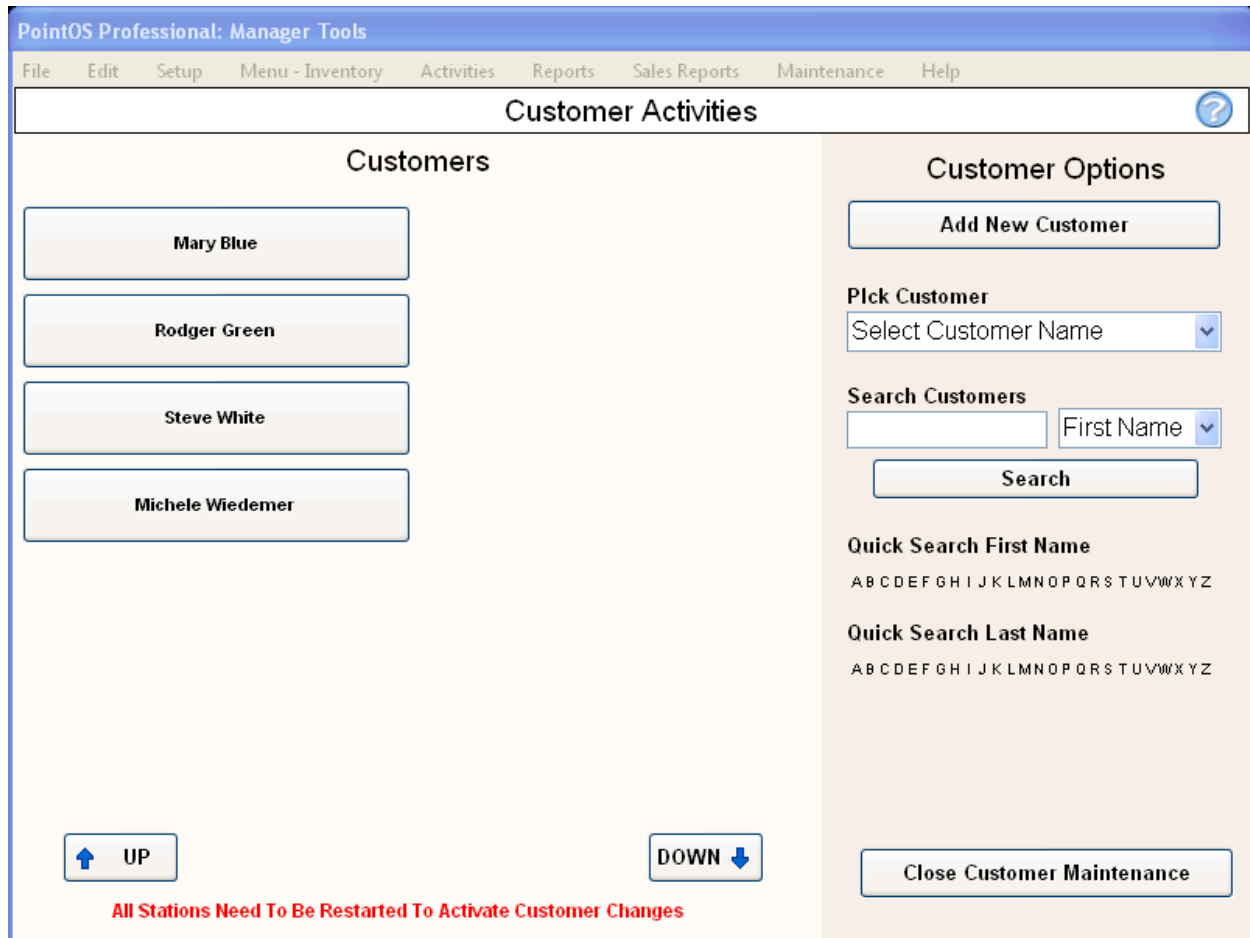 PointOS Professional: Manager Tools
File Edit Setup Menu - Inventory Activities Reports Sales Reports Maintenance Help
Customer Activities
?
Customers
Mary Blue
Rodger Green
Steve White
Michele Wiedemer
UP
DOWN
All Stations Need To Be Restarted To Activate Customer Changes
Customer Options
Add New Customer
PIck Customer
Select Customer Name
Search Customers
First Name
Search
Quick Search First Name
A B C D E F G H I J K L M N O P Q R S T U V W X Y Z
Quick Search Last Name
A B C D E F G H I J K L M N O P Q R S T U V W X Y Z
Close Customer Maintenance